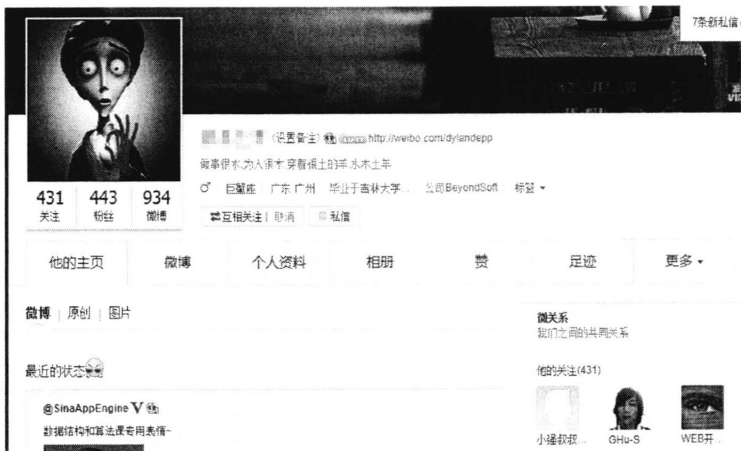 7条新私信
(设置备注) http://weibo.com/dylandepp
做事很水,为人很水,穿着很土的羊,水木土羊
♂ 巨蟹座 广东 广州 毕业于吉林大学... 公司BeyondSoft 标签
431 443 934
关注 粉丝 微博
互相关注 | 取消 私信
他的主页 微博 个人资料 相册 赞 足迹 更多
微博 | 原创 | 图片
微关系
我们之间的共同关系
最近的状态
他的关注(431)
@SinaAppEngine V
数据结构和算法课专用表情~
小强叔叔... GHu-S WEB开...